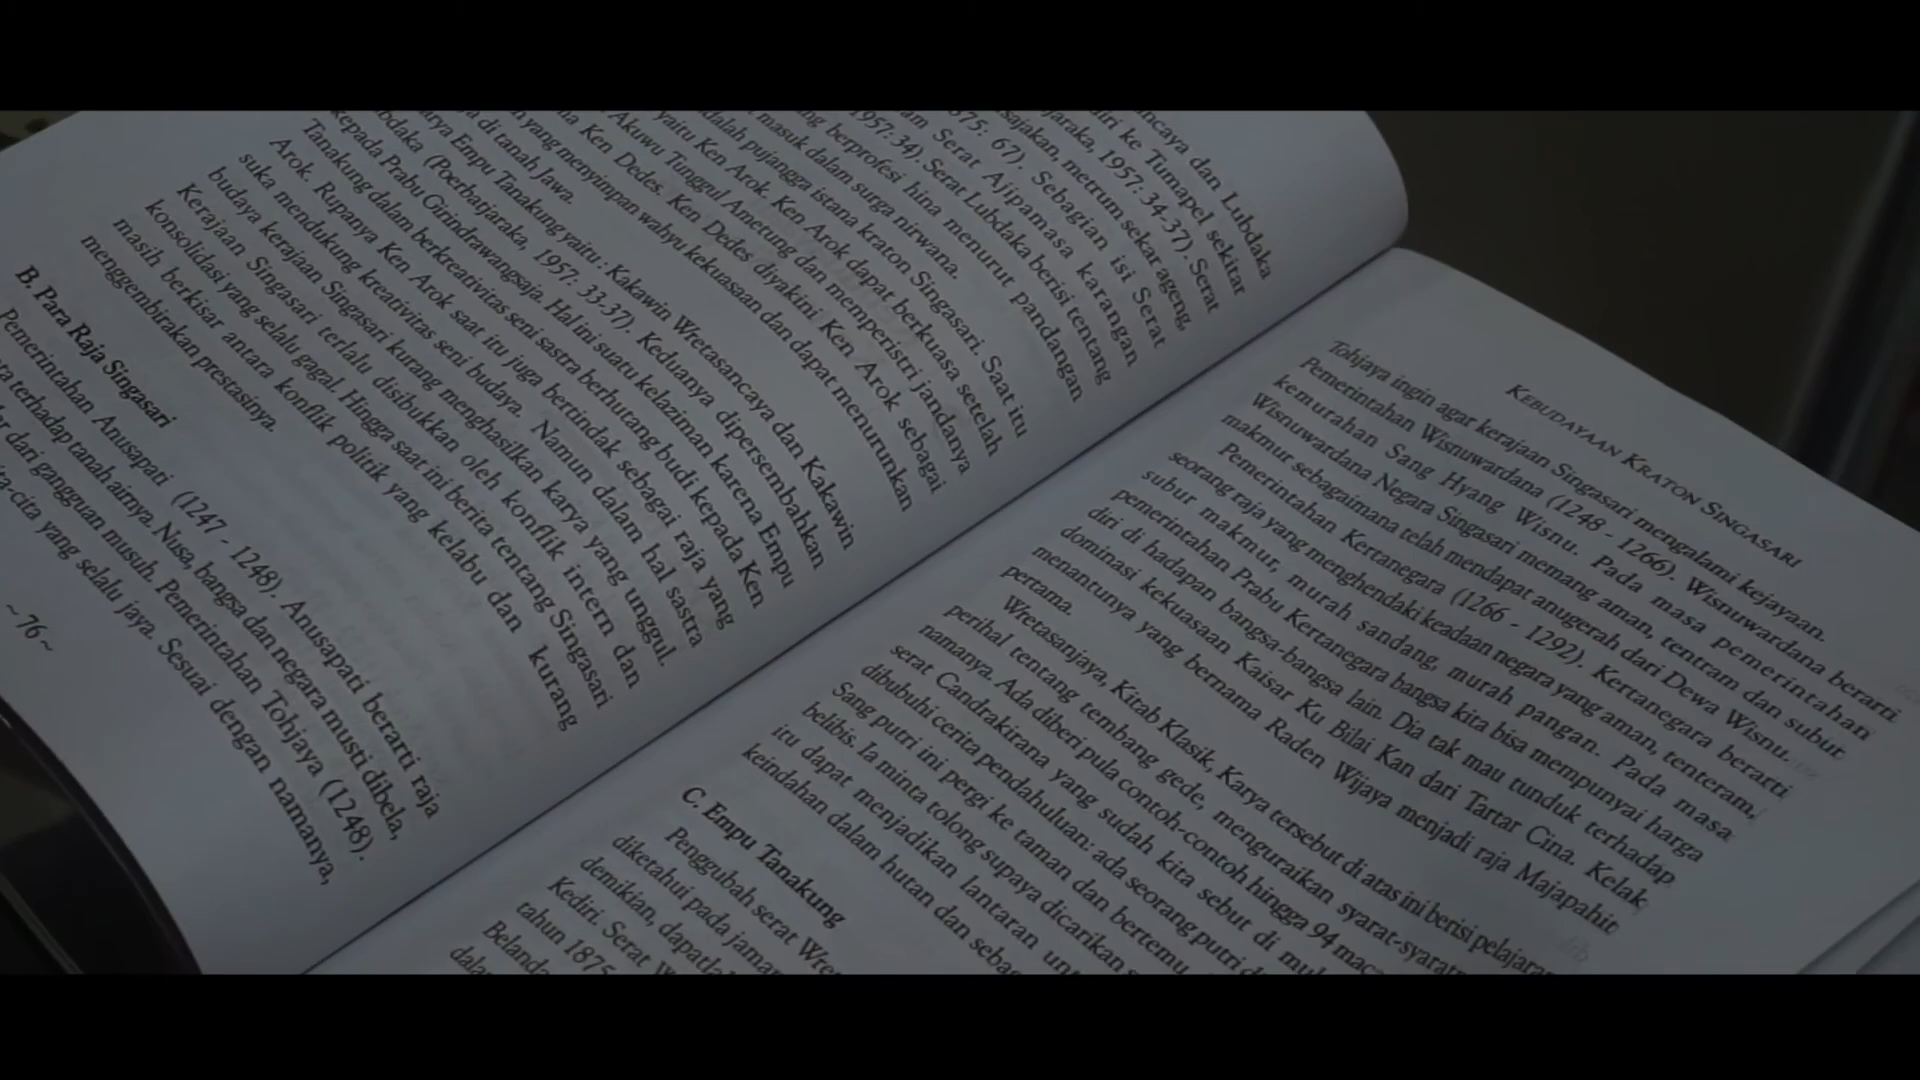 ncaya dan Lubdaka
ke Tumapel sekitar
araka, 1957: 34-37). Serat
sajakan, metrum sekar ageng,
75: 67). Sebagian isi Serat
Serat Ajipamasa karangan
1957:34). Serat Lubdaka berisi tentang
berprofesi hina menurut pandangan
masuk dalam surga nirwana.
adalah pujangga istana kraton Singasari. Saat itu
yaitu Ken Arok. Ken Arok dapat berkuasa setelah
Akuwu Tunggul Ametung dan memperistri jandanya
Ken Dedes. Ken Dedes diyakini Ken Arok sebagai
yang menyimpan wahyu kekuasaan dan dapat menurunkan
di tanah Jawa.
Empu Tanakung yaitu : Kakawin Wretasancaya dan Kakawin
(Poerbatjaraka, 1957: 33-37). Keduanya dipersembahkan
kepada Prabu Girindrawangsaja. Hal ini suatu kelaziman karena Empu
Tanakung dalam berkreativitas seni sastra berhutang budi kepada Ken
Arok. Rupanya Ken Arok saat itu juga bertindak sebagai raja yang
suka mendukung kreativitas seni budaya. Namun dalam hal sastra
budaya kerajaan Singasari kurang menghasilkan karya yang unggul.
Kerajaan Singasari terlalu disibukkan oleh konflik intern dan
konsolidasi yang selalu gagal. Hingga saat ini berita tentang Singasari
masih berkisar antara konflik politik yang kelabu dan kurang
menggembirakan prestasinya.
B. Para Raja Singasari
Pemerintahan Anusapati (1247 - 1248). Anusapati berarti raja
terhadap tanah airnya. Nusa, bangsa dan negara musti dibela,
dari gangguan musuh. Pemerintahan Tohjaya (1248).
yang selalu jaya. Sesuai dengan namanya,
~ 76 ~
KEBUDAYAAN KRATON SINGASARI
Tohjaya ingin agar kerajaan Singasari mengalami kejayaan.
Pemerintahan Wisnuwardana (1248 - 1266). Wisnuwardana berarti
kemurahan Sang Hyang Wisnu. Pada masa pemerintahan
Wisnuwardana Negara Singasari memang aman, tentram dan subur
makmur sebagaimana telah mendapat anugerah dari Dewa Wisnu.
Pemerintahan Kertanegara (1266 - 1292). Kertanegara berarti
seorang raja yang menghendaki keadaan negara yang aman, tenteram,
subur makmur, murah sandang, murah pangan. Pada masa
pemerintahan Prabu Kertanegara bangsa kita bisa mempunyai harga
diri di hadapan bangsa-bangsa lain. Dia tak mau tunduk terhadap
dominasi kekuasaan Kaisar Ku Bilai Kan dari Tartar Cina. Kelak
menantunya yang bernama Raden Wijaya menjadi raja Majapahit
pertama.
Wretasanjaya, Kitab Klasik, Karya tersebut di atas ini berisi pelajaran
perihal tentang tembang gede, menguraikan syarat-syarat
namanya. Ada diberi pula contoh-contoh hingga 94
serat Candrakirana yang sudah kita sebut di
dibubuhi cerita pendahuluan: ada seorang putri
Sang putri ini pergi ke taman dan bertemu
belibis. Ia minta tolong supaya dicarikan
itu dapat menjadikan lantaran
keindahan dalam hutan dan
C. Empu Tanaktung
Penggubah serat
diketahui pada jaman
demikian,
Kediri. Serat
tahun 1875